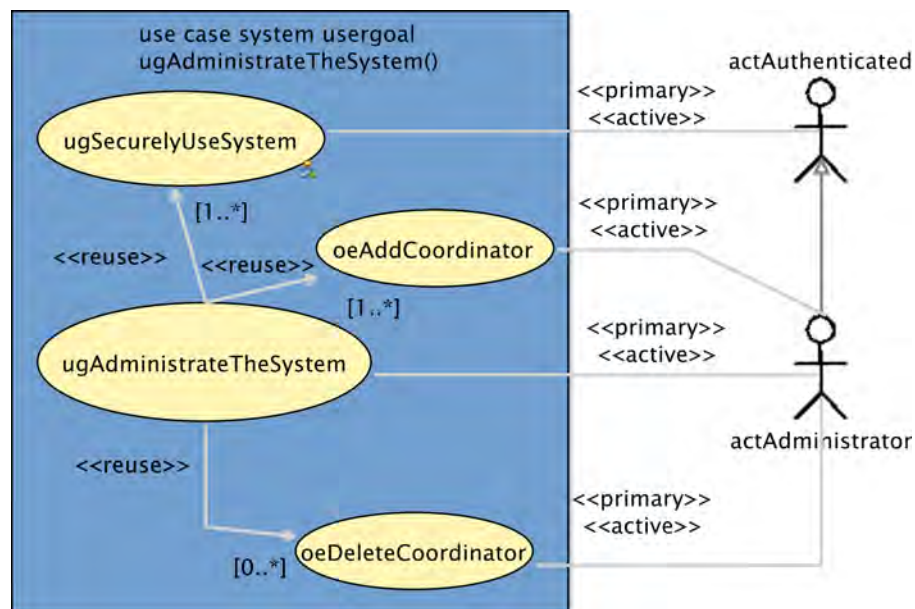 use case system usergoal
ugAdministrateTheSystem()
actAuthenticated
<<primary>>
<<active>>
ugSecurelyUseSystem
[1..*]
<<primary>>
<<active>>
<<reuse>>
<<reuse>>
oeAddCoordinator
[1..*]
<<primary>>
<<active>>
ugAdministrateTheSystem
actAdministrator
<<reuse>>
<<primary>>
<<active>>
oeDeleteCoordinator
[0..*]